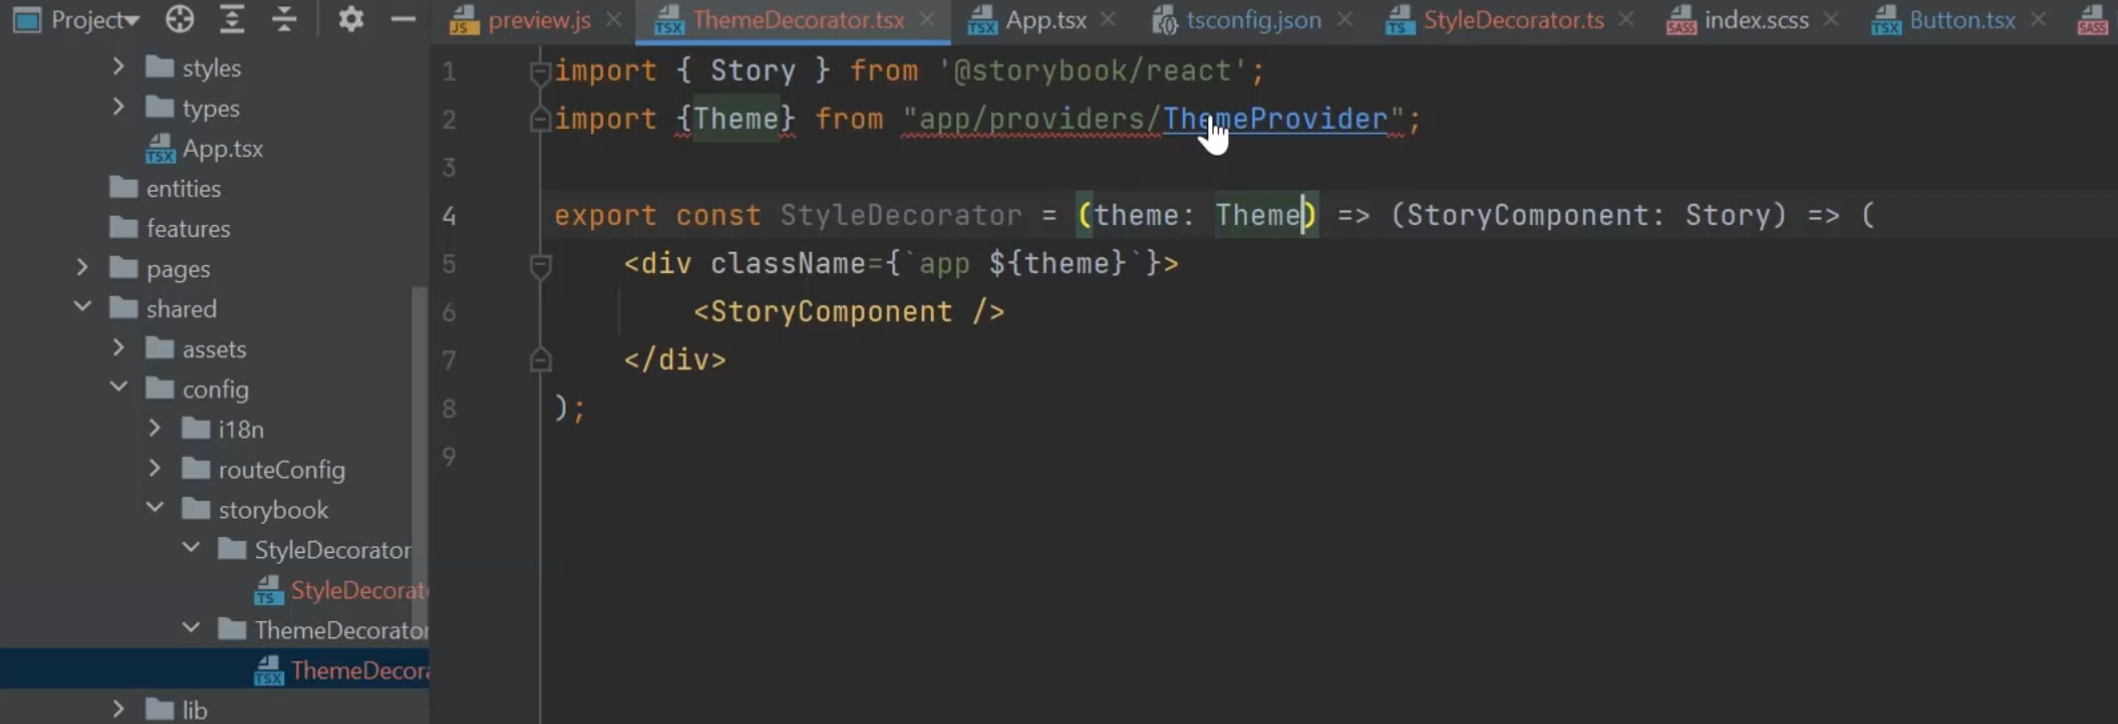 Project
preview.js
ThemeDecorator.tsx
App.tsx
tsconfig.json
StyleDecorator.ts
index.scss
Button.tsx
styles
types
App.tsx
entities
features
pages
shared
assets
config
i18n
routeConfig
storybook
StyleDecorator
StyleDecorat
ThemeDecorator
ThemeDecora
lib
1 import { Story } from '@storybook/react';
2 import {Theme} from "app/providers/ThemeProvider";
3
4 export const StyleDecorator = (theme: Theme) => (StoryComponent: Story) => (
5 <div className={`app ${theme}`}>
6 <StoryComponent />
7 </div>
8 );
9